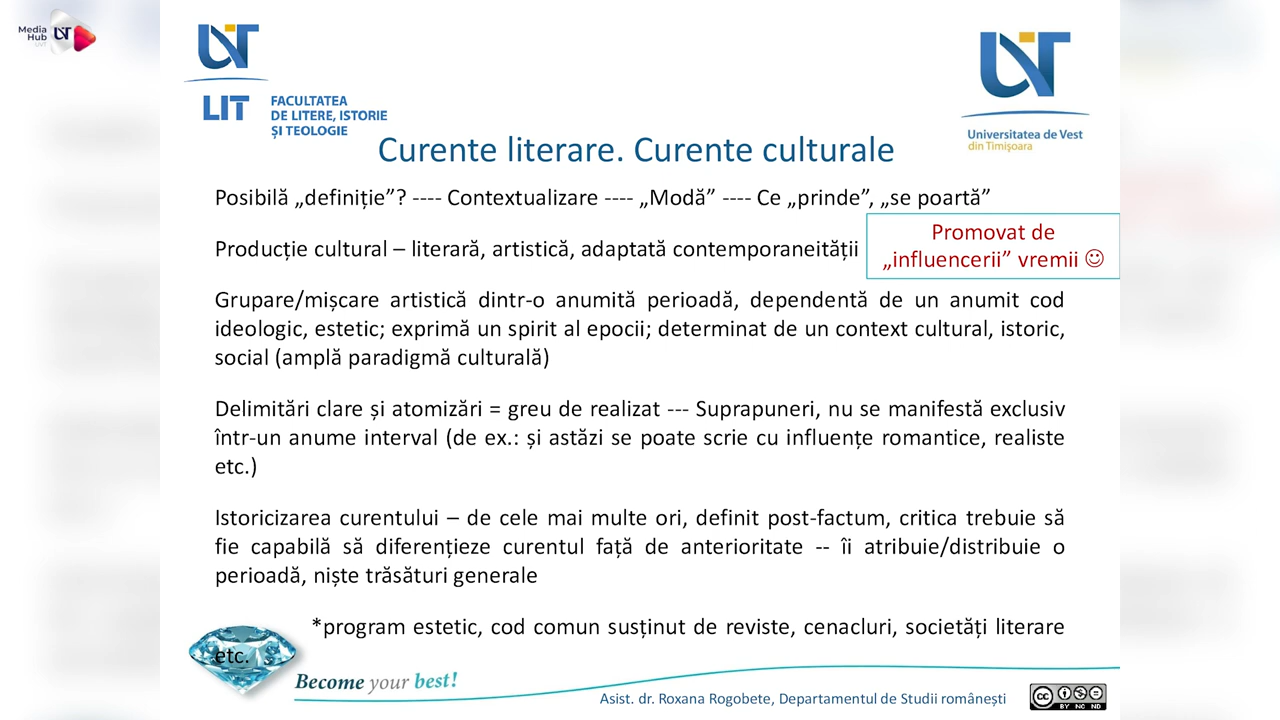 Media
Hub
UVT
UVT
LIT
FACULTATEA
DE LITERE, ISTORIE
ȘI TEOLOGIE
UVT
Universitatea de Vest
din Timișoara
Curente literare. Curente culturale
Posibilă „definiție”? ---- Contextualizare ---- „Modă” ---- Ce „prinde”, „se poartă”
Producție cultural – literară, artistică, adaptată contemporaneității
Promovat de
„influencerii” vremii ☺
Grupare/mișcare artistică dintr-o anumită perioadă, dependentă de un anumit cod
ideologic, estetic; exprimă un spirit al epocii; determinat de un context cultural, istoric,
social (amplă paradigmă culturală)
Delimitări clare și atomizări = greu de realizat --- Suprapuneri, nu se manifestă exclusiv
într-un anume interval (de ex.: și astăzi se poate scrie cu influențe romantice, realiste
etc.)
Istoricizarea curentului – de cele mai multe ori, definit post-factum, critica trebuie să
fie capabilă să diferențieze curentul față de anterioritate -- îi atribuie/distribuie o
perioadă, niște trăsături generale
*program estetic, cod comun susținut de reviste, cenacluri, societăți literare
etc.
Become your best!
Asist. dr. Roxana Rogobete, Departamentul de Studii românești
cc
BY NC ND